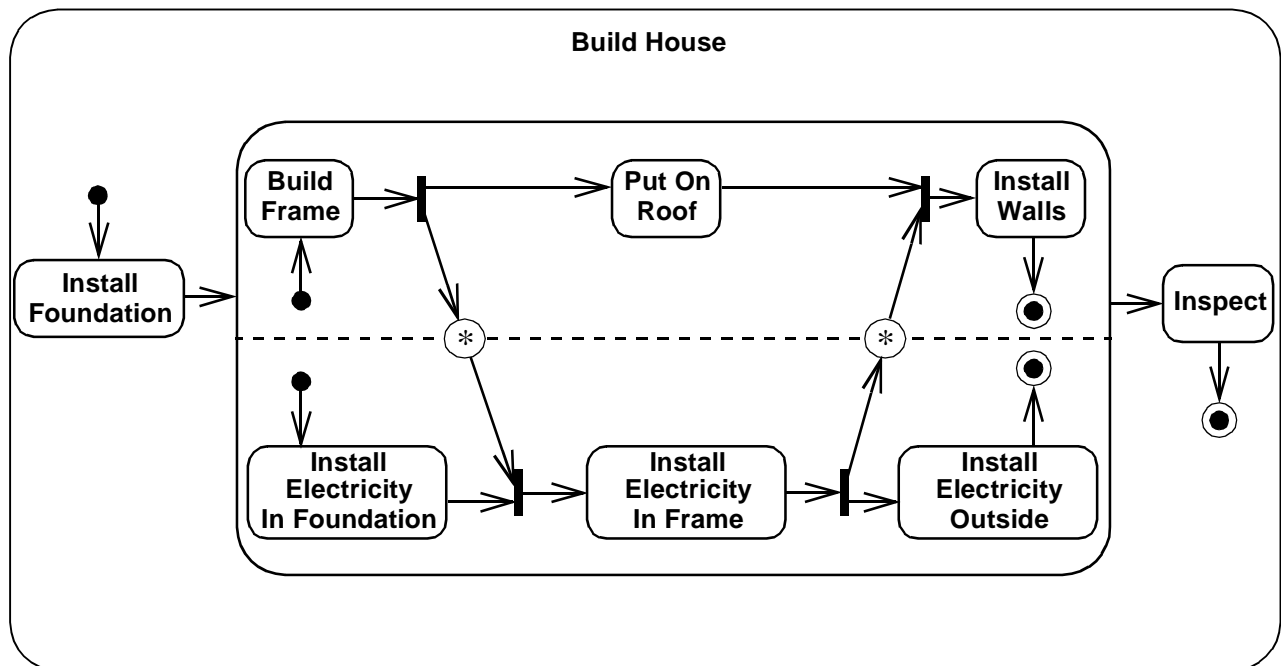 Build House
Build
Frame
Put On
Roof
Install
Walls
Install
Foundation
Inspect
*
*
Install
Electricity
In Foundation
Install
Electricity
In Frame
Install
Electricity
Outside